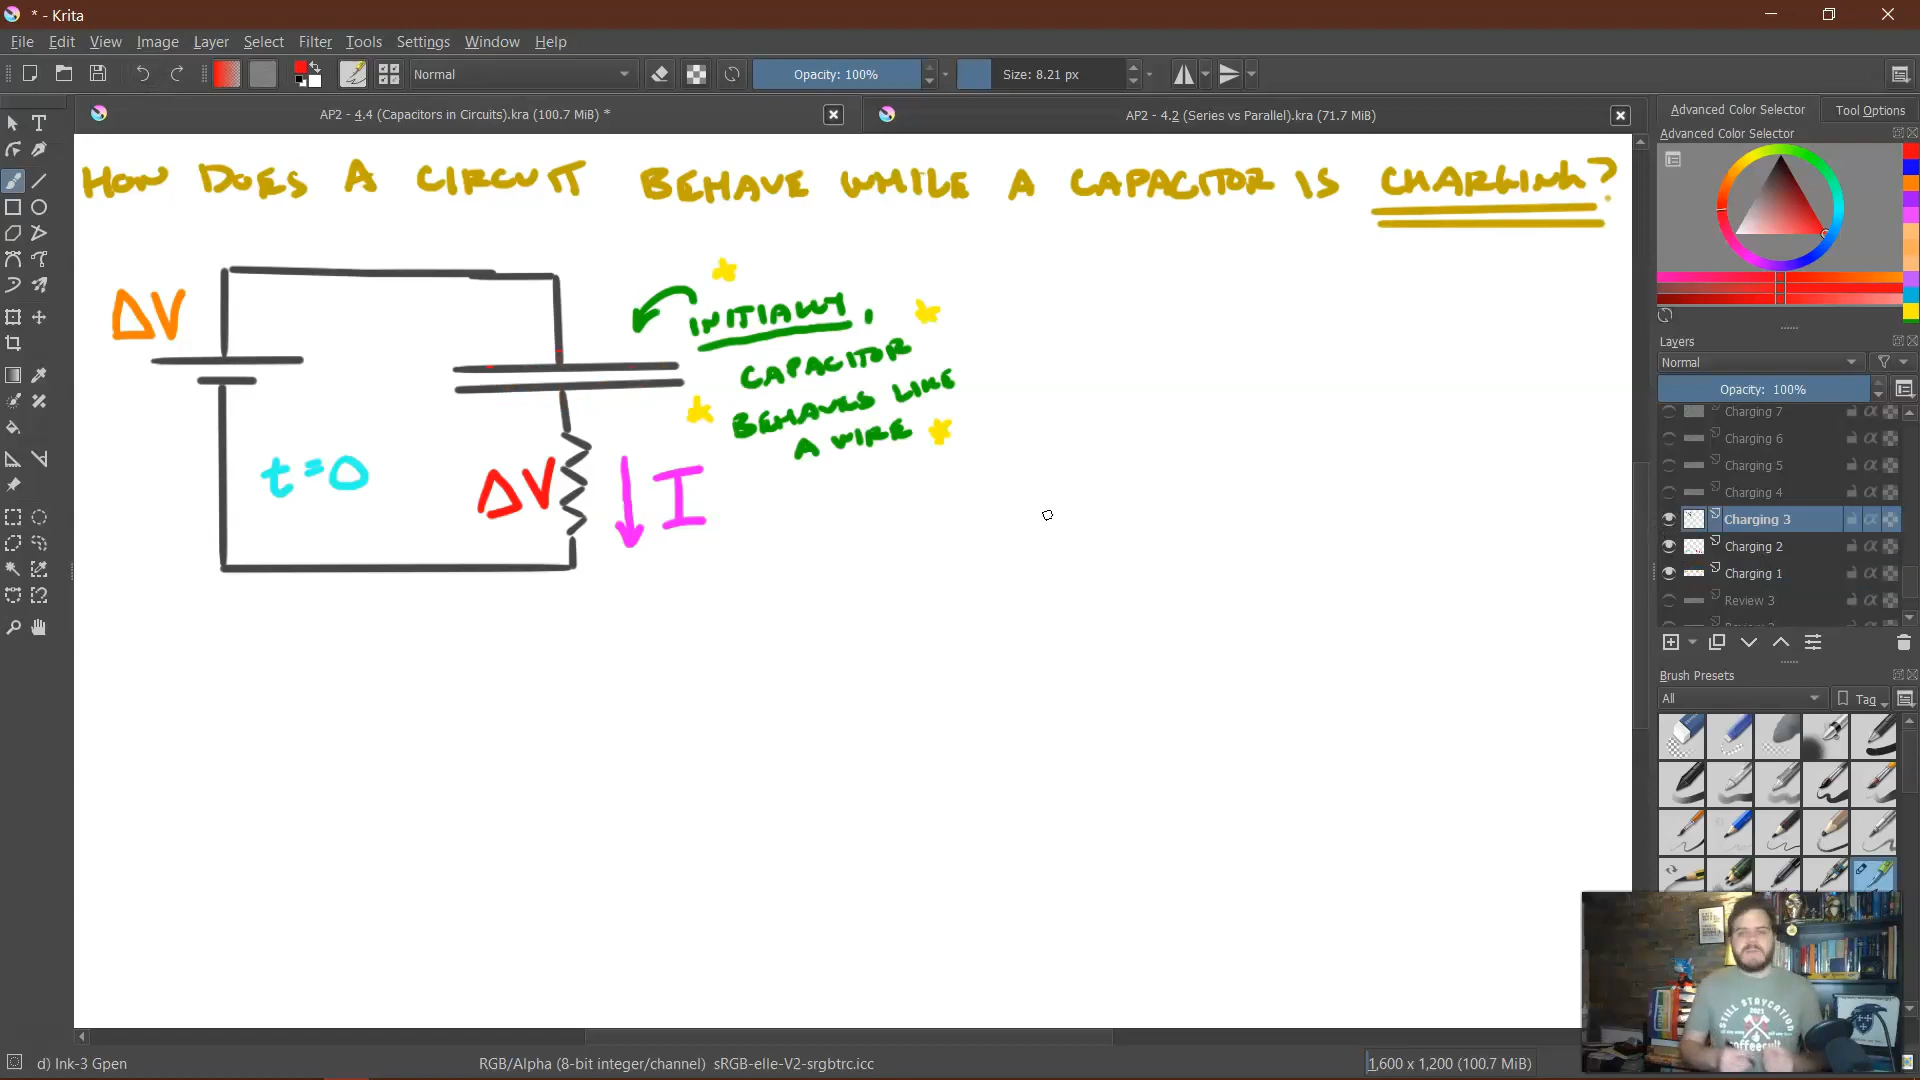 * - Krita
File Edit View Image Layer Select Filter Tools Settings Window Help
Normal
Opacity: 100%
Size: 8.21 px
AP2 - 4.4 (Capacitors in Circuits).kra (100.7 MiB) *
AP2 - 4.2 (Series vs Parallel).kra (71.7 MiB)
Advanced Color Selector
Tool Options
Advanced Color Selector
HOW DOES A CIRCUIT BEHAVE WHILE A CAPACITOR IS CHARGING?
ΔV
INITIALLY,
CAPACITOR
BEHAVES LIKE
A WIRE
t=0
ΔV
I
Layers
Normal
Opacity: 100%
Charging 7
Charging 6
Charging 5
Charging 4
Charging 3
Charging 2
Charging 1
Review 3
Brush Presets
All
Tag
STILL STAYCATION
2021
coffeecult
d) Ink-3 Gpen
RGB/Alpha (8-bit integer/channel) sRGB-elle-V2-srgbtrc.icc
1,600 x 1,200 (100.7 MiB)